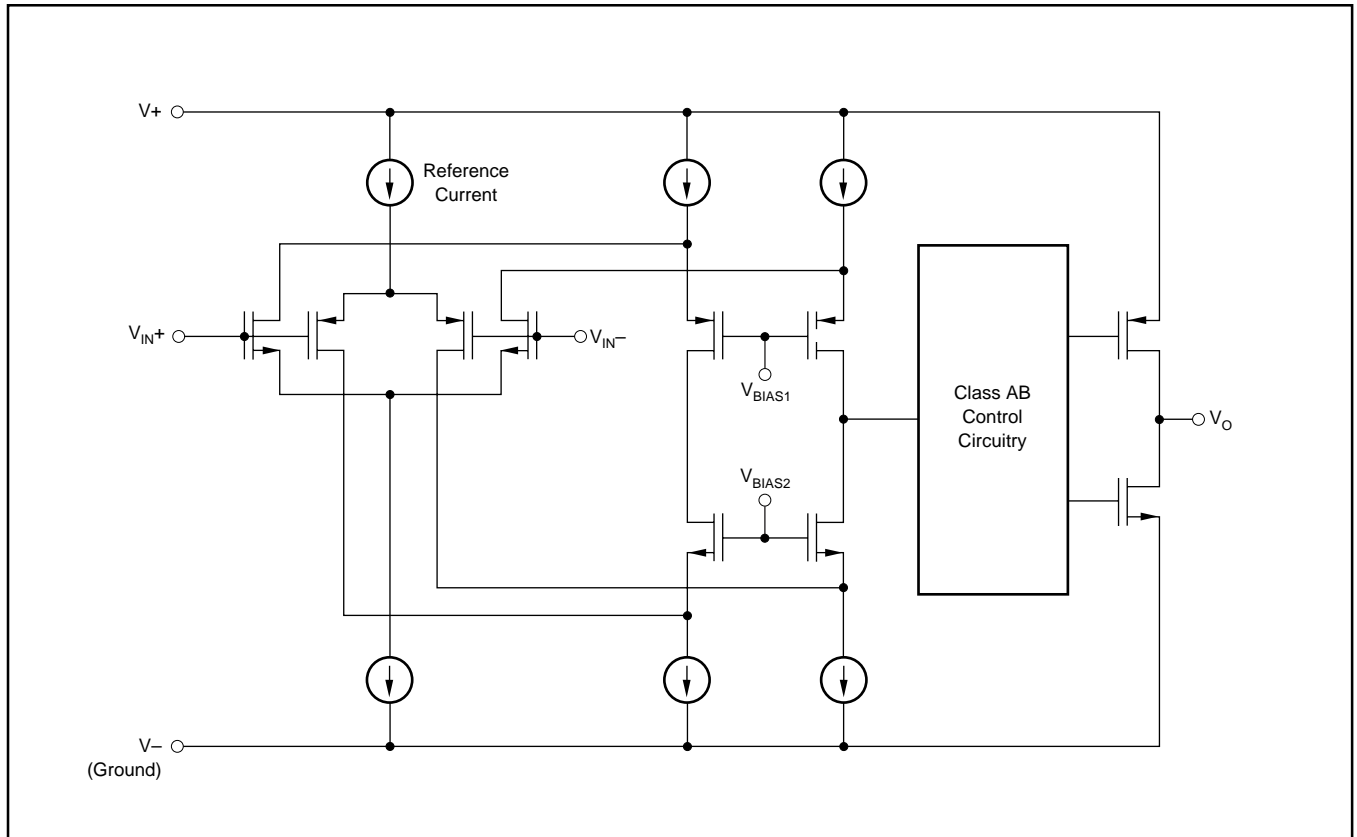 V+
Reference
Current
V_IN+
V_IN–
V_BIAS1
Class AB
Control
Circuitry
V_O
V_BIAS2
V–
(Ground)